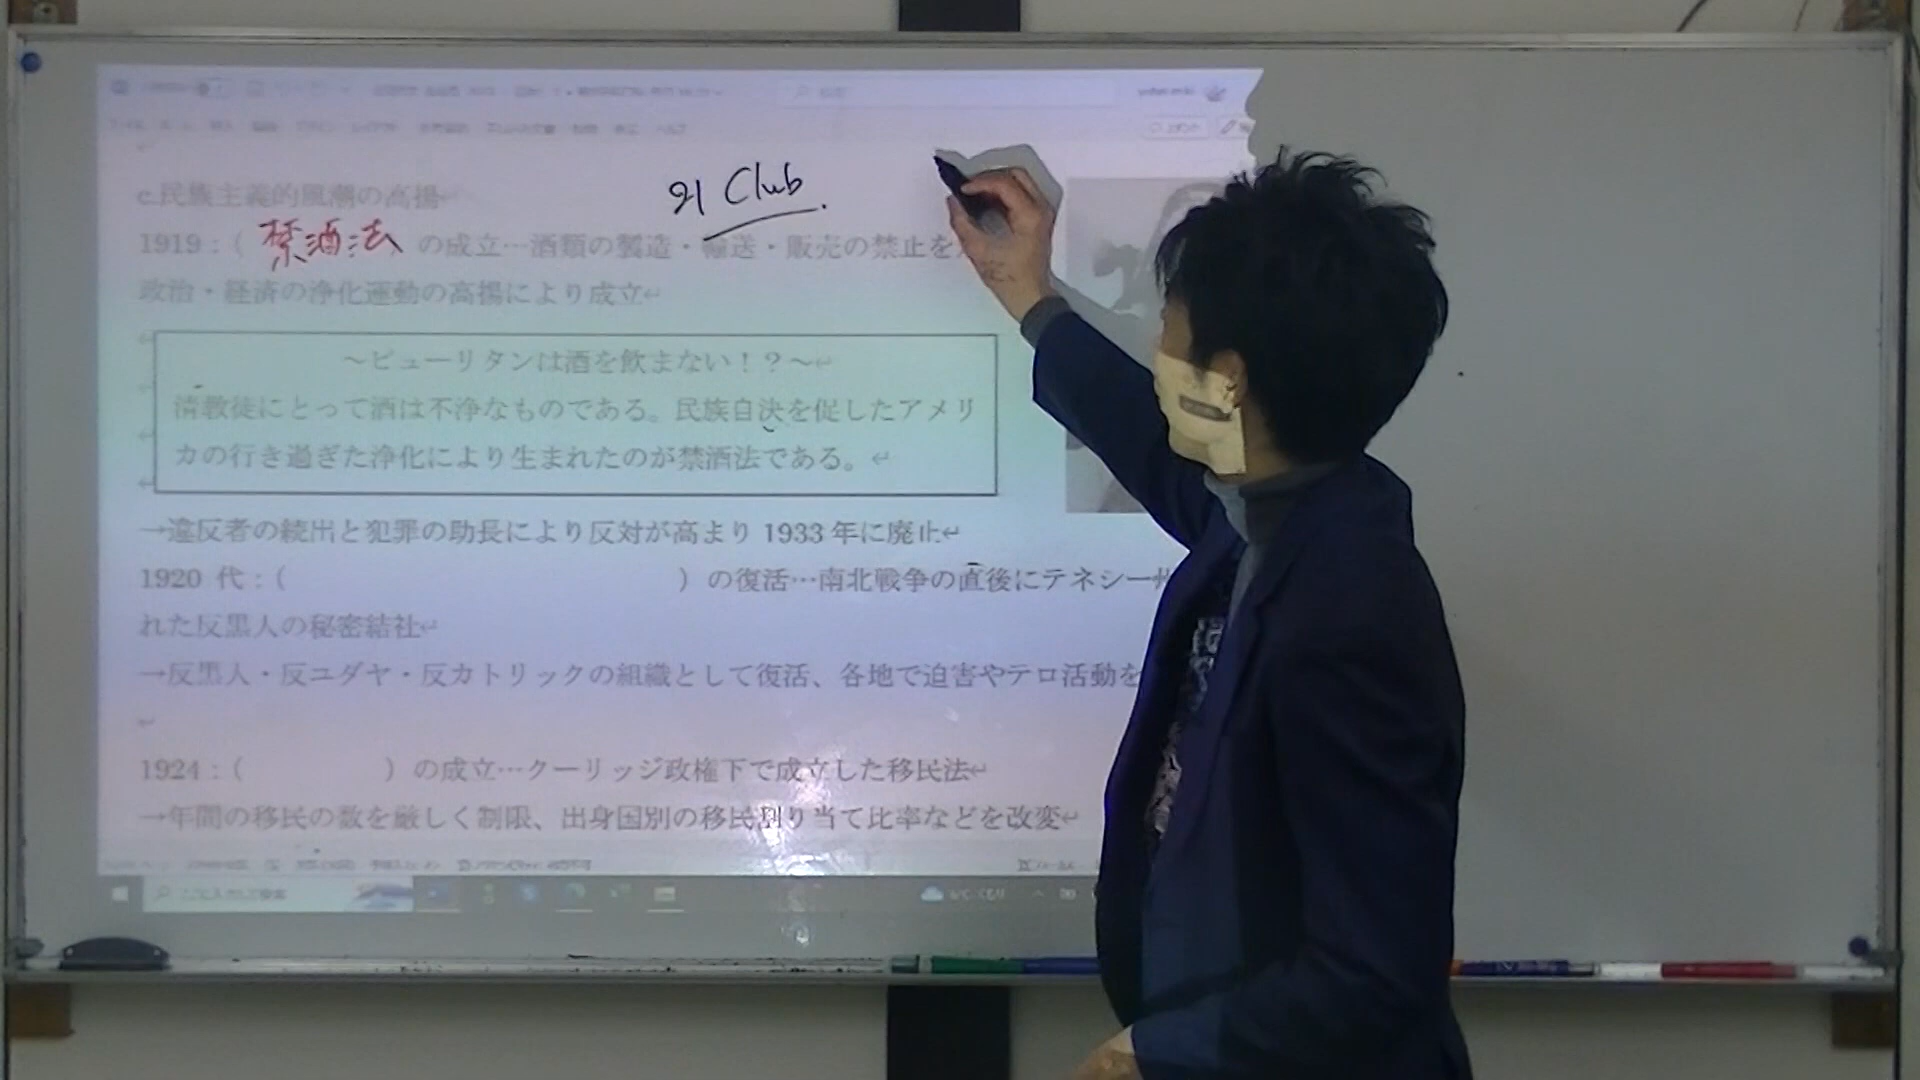 c.民族主義的風潮の高揚
21 Club
1919：( 禁酒法 の成立…酒類の製造・輸送・販売の禁止を
定、
政治・経済の浄化運動の高揚により成立
～ピューリタンは酒を飲まない！？～
清教徒にとって酒は不浄なものである。民族自決を促したアメリ
カの行き過ぎた浄化により生まれたのが禁酒法である。
→違反者の続出と犯罪の助長により反対が高まり 1933 年に廃止
1920 代：( ）の復活…南北戦争の直後にテネシー州
れた反黒人の秘密結社
→反黒人・反ユダヤ・反カトリックの組織として復活、各地で迫害やテロ活動を
1924：( ）の成立…クーリッジ政権下で成立した移民法
→年間の移民の数を厳しく制限、出身国別の移民割り当て比率などを改変
ここに入力して検索